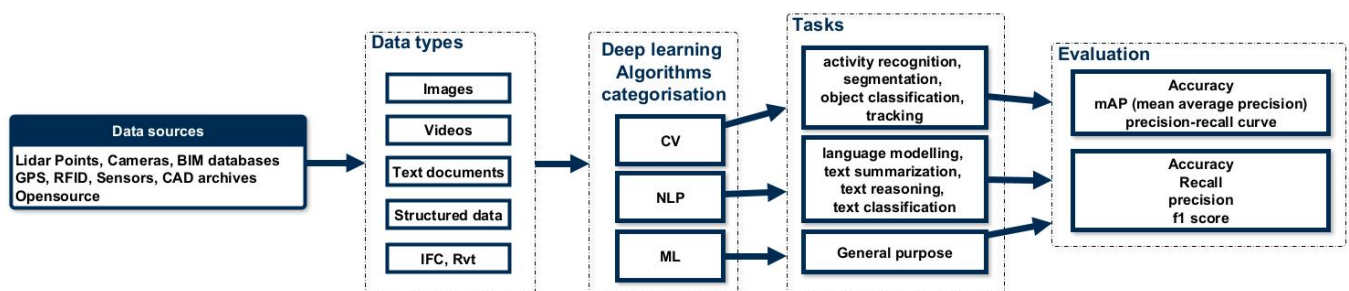 Data sources
Lidar Points, Cameras, BIM databases
GPS, RFID, Sensors, CAD archives
Opensource
Data types
Images
Videos
Text documents
Structured data
IFC, Rvt
Deep learning
Algorithms
categorisation
CV
NLP
ML
Tasks
activity recognition,
segmentation,
object classification,
tracking
language modelling,
text summarization,
text reasoning,
text classification
General purpose
Evaluation
Accuracy
mAP (mean average precision)
precision-recall curve
Accuracy
Recall
precision
f1 score